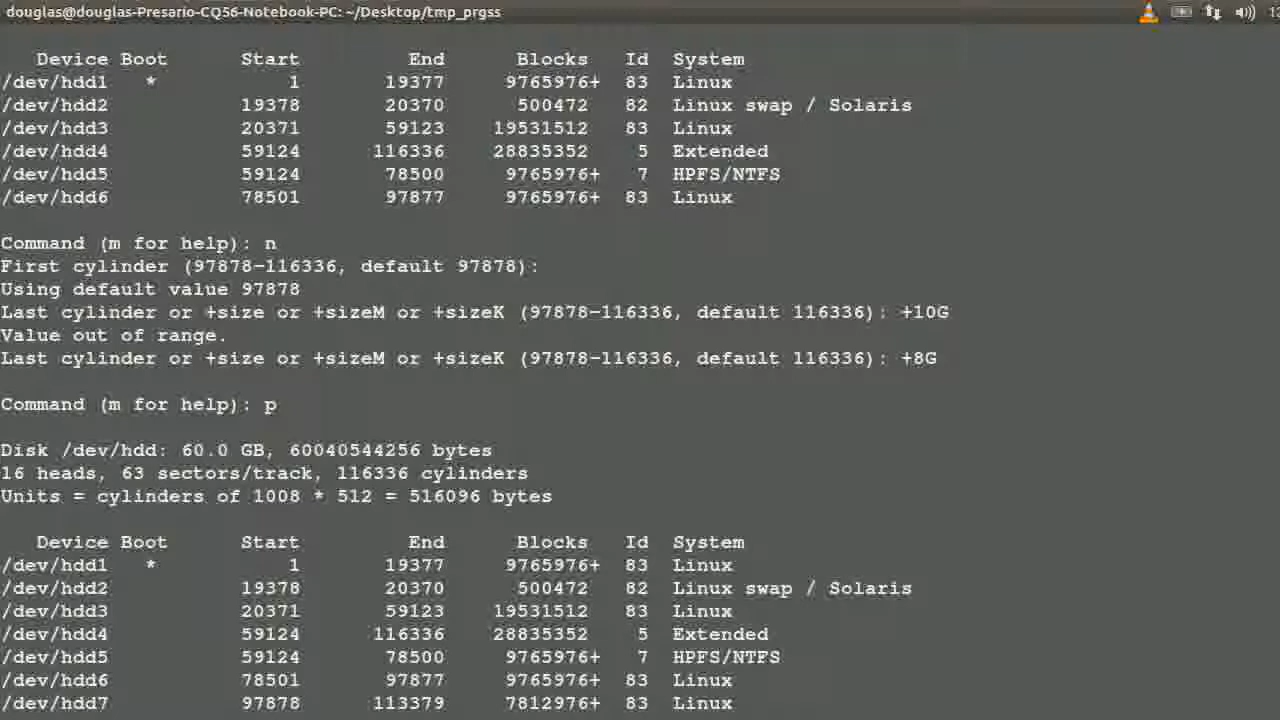 douglas@douglas-Presario-CQ56-Notebook-PC: ~/Desktop/tmp_prgss
Device Boot Start End Blocks Id System
/dev/hdd1 * 1 19377 9765976+ 83 Linux
/dev/hdd2 19378 20370 500472 82 Linux swap / Solaris
/dev/hdd3 20371 59123 19531512 83 Linux
/dev/hdd4 59124 116336 28835352 5 Extended
/dev/hdd5 59124 78500 9765976+ 7 HPFS/NTFS
/dev/hdd6 78501 97877 9765976+ 83 Linux
Command (m for help): n
First cylinder (97878-116336, default 97878):
Using default value 97878
Last cylinder or +size or +sizeM or +sizeK (97878-116336, default 116336): +10G
Value out of range.
Last cylinder or +size or +sizeM or +sizeK (97878-116336, default 116336): +8G
Command (m for help): p
Disk /dev/hdd: 60.0 GB, 60040544256 bytes
16 heads, 63 sectors/track, 116336 cylinders
Units = cylinders of 1008 * 512 = 516096 bytes
Device Boot Start End Blocks Id System
/dev/hdd1 * 1 19377 9765976+ 83 Linux
/dev/hdd2 19378 20370 500472 82 Linux swap / Solaris
/dev/hdd3 20371 59123 19531512 83 Linux
/dev/hdd4 59124 116336 28835352 5 Extended
/dev/hdd5 59124 78500 9765976+ 7 HPFS/NTFS
/dev/hdd6 78501 97877 9765976+ 83 Linux
/dev/hdd7 97878 113379 7812976+ 83 Linux